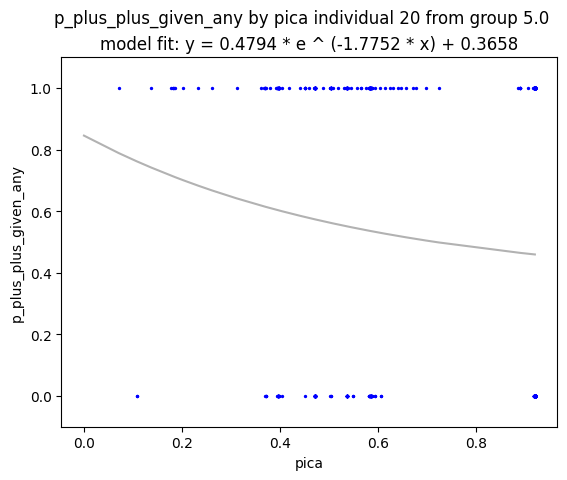 p_plus_plus_given_any by pica individual 20 from group 5.0
model fit: y = 0.4794 * e ^ (-1.7752 * x) + 0.3658
1.0
0.8
0.6
0.4
0.2
0.0
p_plus_plus_given_any
0.0 0.2 0.4 0.6 0.8
pica